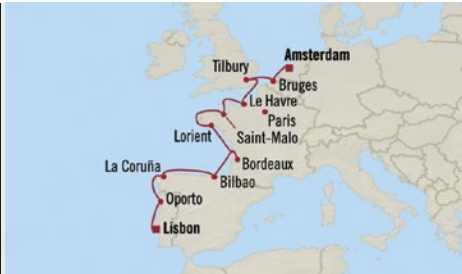 Amsterdam
Tilbury
Bruges
Le Havre
Paris
Lorient
Saint-Malo
La Coruña
Bordeaux
Bilbao
Oporto
Lisbon